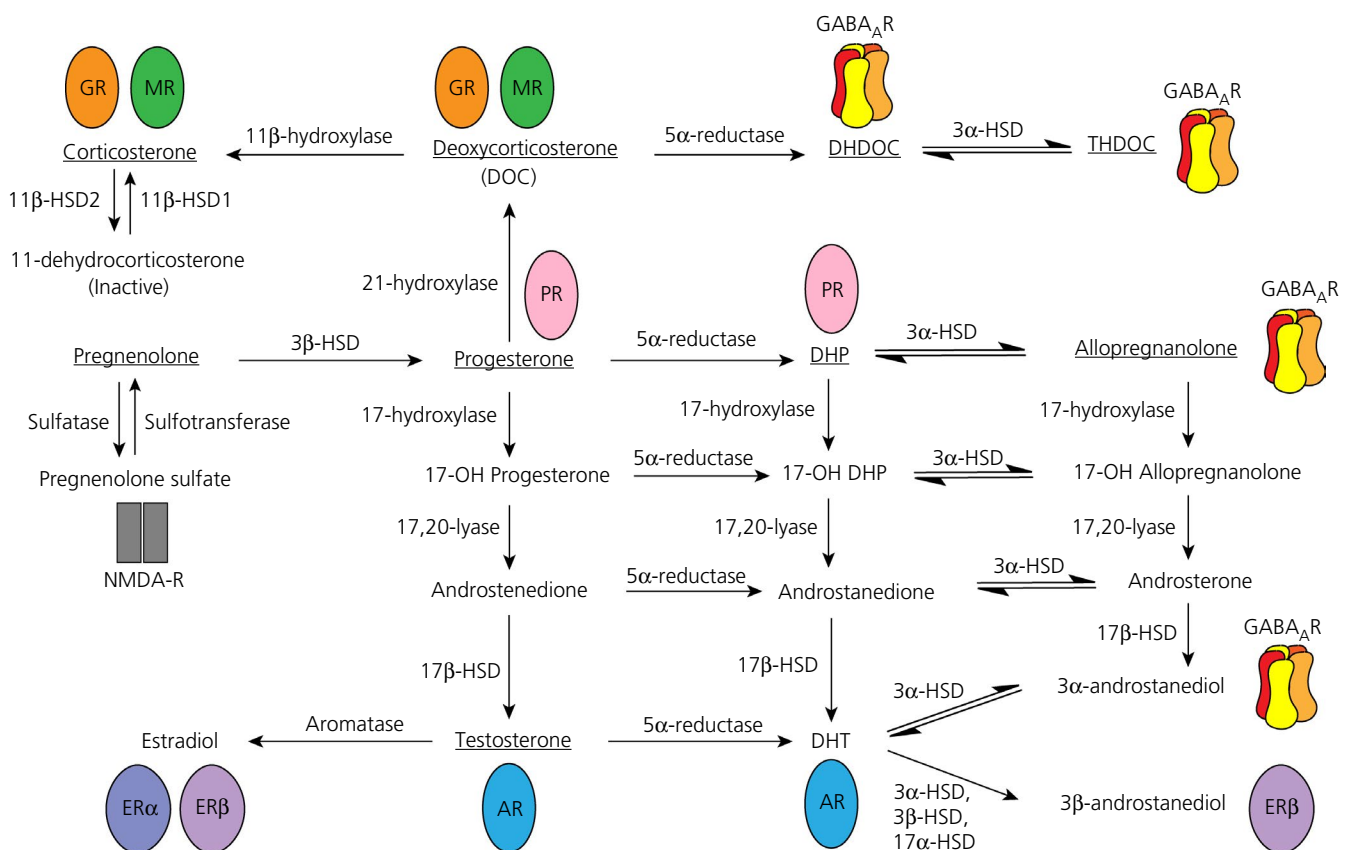 GABA_AR
GR
MR
GR
MR
GABA_AR
11β-hydroxylase
5α-reductase
3α-HSD
Corticosterone
Deoxycorticosterone
(DOC)
DHDOC
THDOC
11β-HSD2
11β-HSD1
11-dehydrocorticosterone
(Inactive)
21-hydroxylase
PR
PR
GABA_AR
3β-HSD
5α-reductase
3α-HSD
Pregnenolone
Progesterone
DHP
Allopregnanolone
Sulfatase
Sulfotransferase
17-hydroxylase
17-hydroxylase
17-hydroxylase
Pregnenolone sulfate
17-OH Progesterone
5α-reductase
17-OH DHP
3α-HSD
17-OH Allopregnanolone
NMDA-R
17,20-lyase
17,20-lyase
17,20-lyase
Androstenedione
5α-reductase
Androstanedione
3α-HSD
Androsterone
17β-HSD
17β-HSD
17β-HSD
GABA_AR
3α-HSD
3α-androstanediol
Estradiol
Aromatase
Testosterone
5α-reductase
DHT
ERα
ERβ
AR
AR
3α-HSD,
3β-HSD,
17α-HSD
3β-androstanediol
ERβ